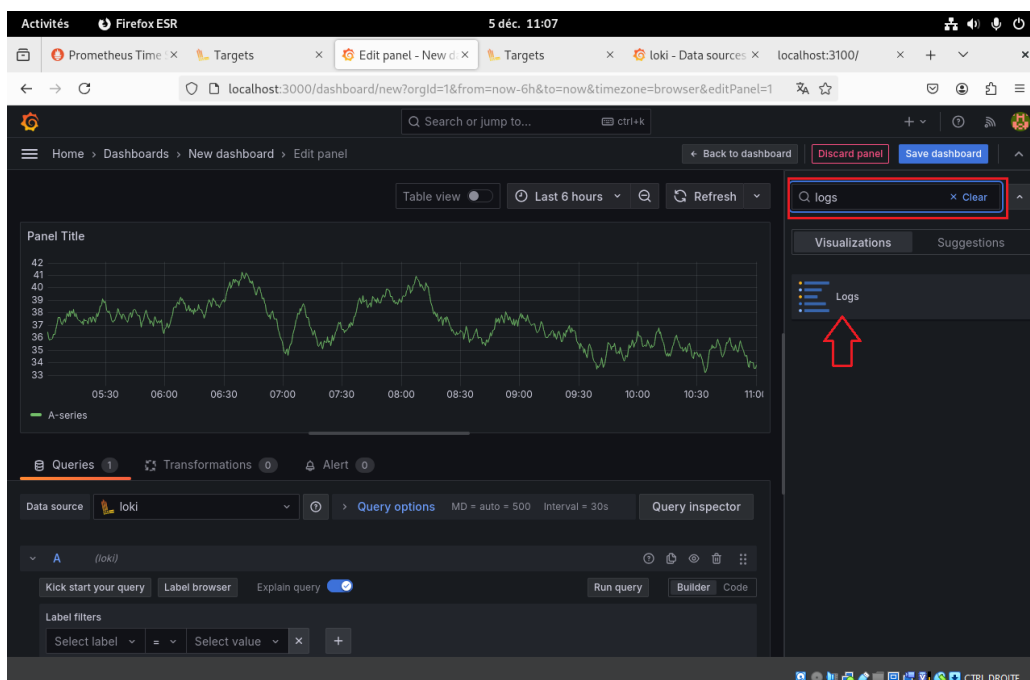 Activités Firefox ESR 5 déc. 11:07
Prometheus Time Targets Edit panel - New da Targets loki - Data sources localhost:3100/
localhost:3000/dashboard/new?orgId=1&from=now-6h&to=now&timezone=browser&editPanel=1
Search or jump to... ctrl+k
Home › Dashboards › New dashboard › Edit panel Back to dashboard Discard panel Save dashboard
Table view Last 6 hours Refresh logs Clear
Panel Title Visualizations Suggestions
42
41
40
39
38
37
36
35
34
33
Logs
05:30 06:00 06:30 07:00 07:30 08:00 08:30 09:00 09:30 10:00 10:30 11:00
A-series
Queries 1 Transformations 0 Alert 0
Data source loki Query options MD = auto = 500 Interval = 30s Query inspector
A (loki)
Kick start your query Label browser Explain query Run query Builder Code
Label filters
Select label = Select value × +
CTRL DROITE